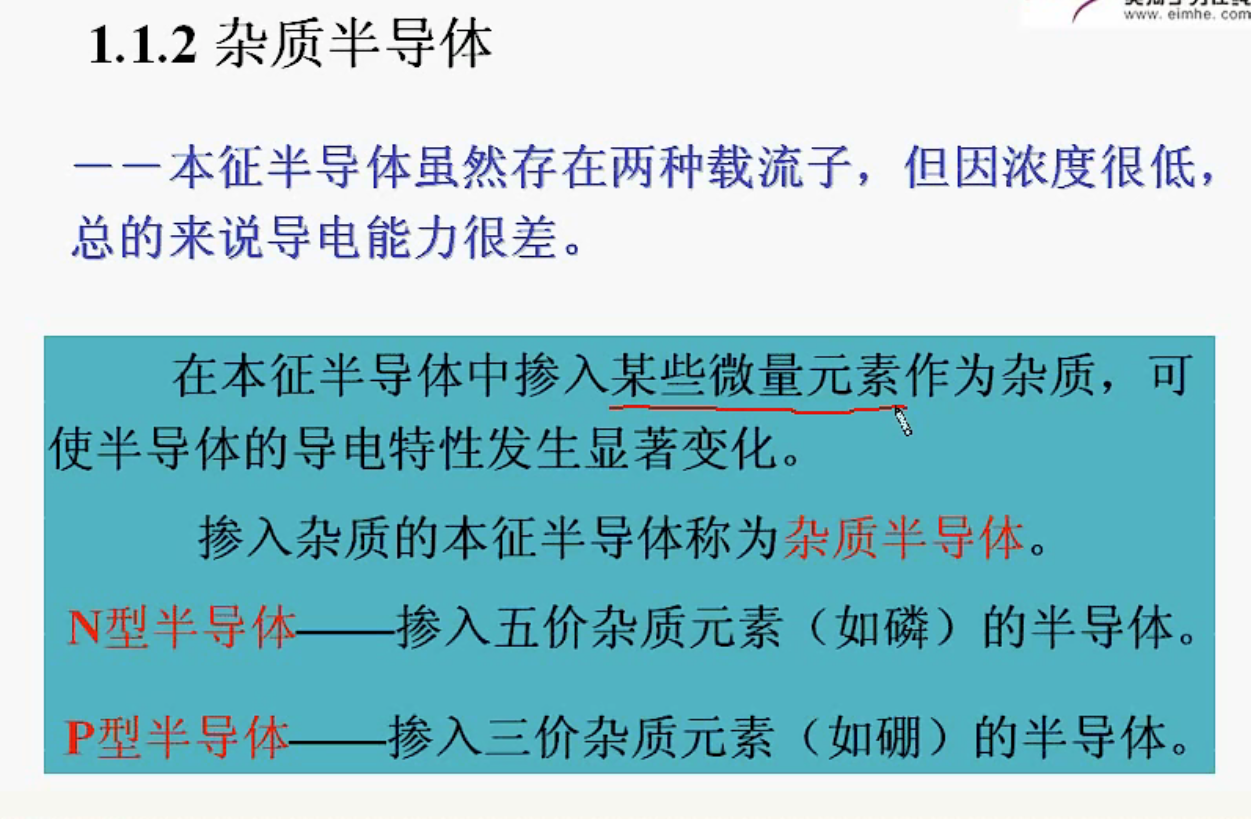 www.eimhe.com
1.1.2 杂质半导体
——本征半导体虽然存在两种载流子，但因浓度很低，
总的来说导电能力很差。
在本征半导体中掺入某些微量元素作为杂质，可
使半导体的导电特性发生显著变化。
掺入杂质的本征半导体称为杂质半导体。
N型半导体——掺入五价杂质元素（如磷）的半导体。
P型半导体——掺入三价杂质元素（如硼）的半导体。